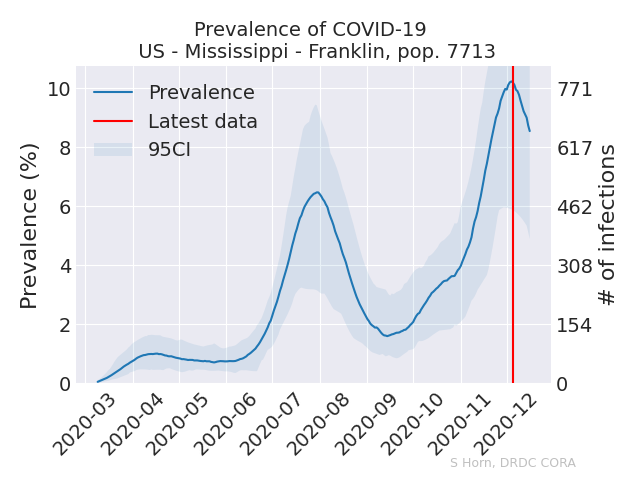 Prevalence of COVID-19
US - Mississippi - Franklin, pop. 7713
Prevalence
Latest data
95CI
Prevalence (%)
10
8
6
4
2
0
771
617
462
308
154
0
# of infections
2020-03
2020-04
2020-05
2020-06
2020-07
2020-08
2020-09
2020-10
2020-11
2020-12
S Horn, DRDC CORA